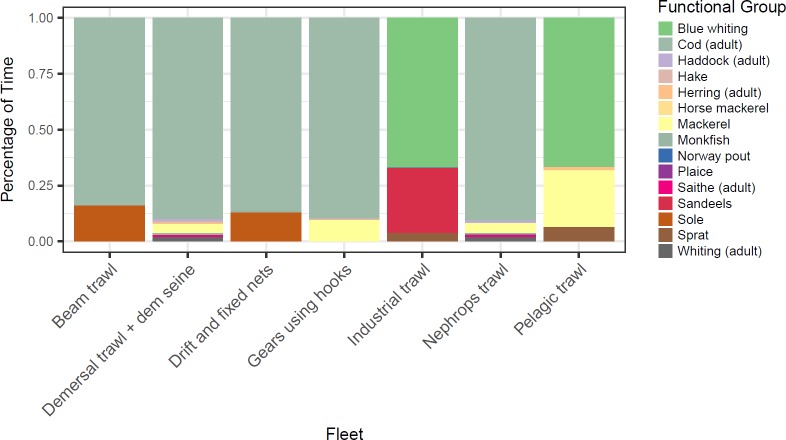 Functional Group
Blue whiting
Cod (adult)
Haddock (adult)
Hake
Herring (adult)
Horse mackerel
Mackerel
Monkfish
Norway pout
Plaice
Saithe (adult)
Sandeels
Sole
Sprat
Whiting (adult)
Percentage of Time
1.00
0.75
0.50
0.25
0.00
Beam trawl
Demersal trawl + dem seine
Drift and fixed nets
Gears using hooks
Industrial trawl
Nephrops trawl
Pelagic trawl
Fleet